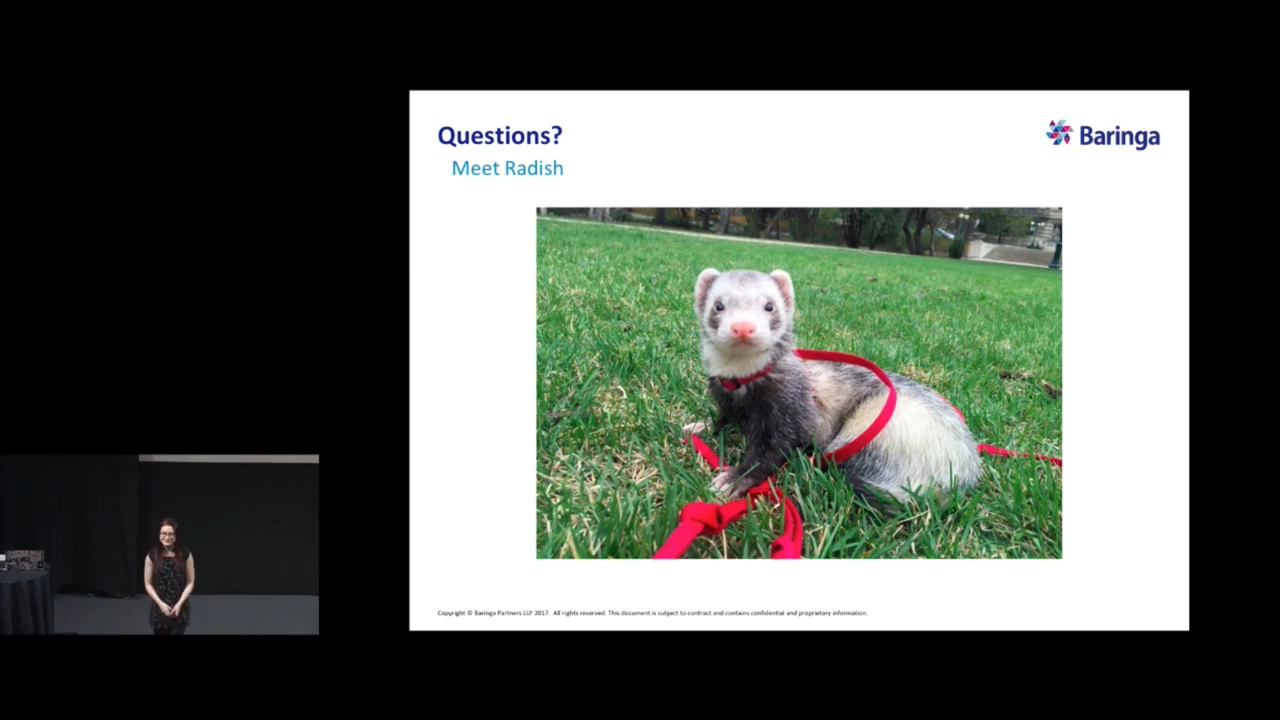 Questions?
Baringa
Meet Radish
Copyright © Baringa Partners LLP 2017. All rights reserved. This document is subject to contract and contains confidential and proprietary information.